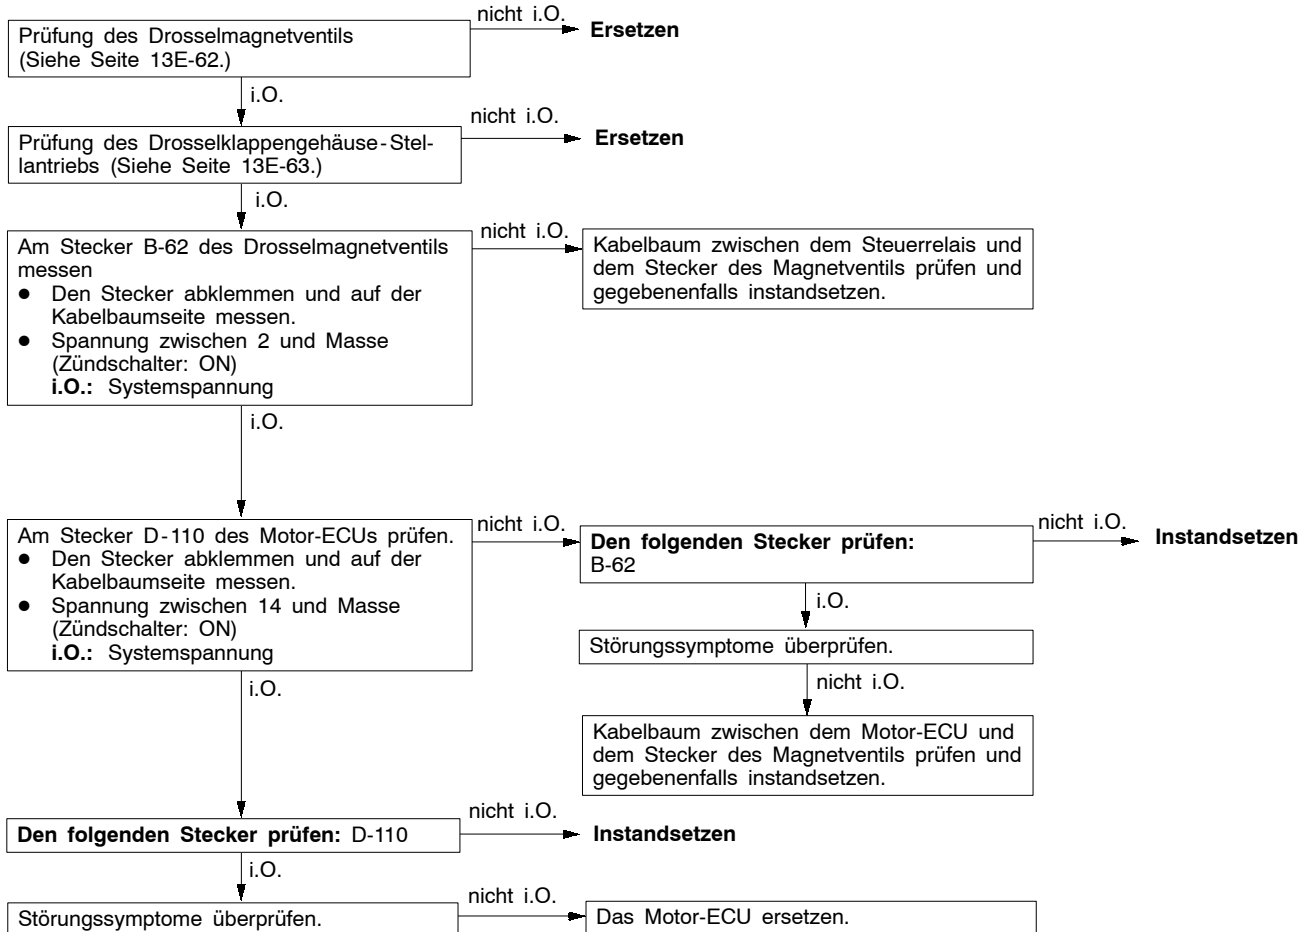 nicht i.O.
Prüfung des Drosselmagnetventils
(Siehe Seite 13E-62.)
Ersetzen
i.O.
nicht i.O.
Prüfung des Drosselklappengehäuse-Stel-
lantriebs (Siehe Seite 13E-63.)
Ersetzen
i.O.
nicht i.O.
Am Stecker B-62 des Drosselmagnetventils
messen
● Den Stecker abklemmen und auf der
Kabelbaumseite messen.
● Spannung zwischen 2 und Masse
(Zündschalter: ON)
i.O.: Systemspannung
Kabelbaum zwischen dem Steuerrelais und
dem Stecker des Magnetventils prüfen und
gegebenenfalls instandsetzen.
i.O.
nicht i.O.
Am Stecker D-110 des Motor-ECUs prüfen.
● Den Stecker abklemmen und auf der
Kabelbaumseite messen.
● Spannung zwischen 14 und Masse
(Zündschalter: ON)
i.O.: Systemspannung
Den folgenden Stecker prüfen:
B-62
nicht i.O.
Instandsetzen
i.O.
Störungssymptome überprüfen.
nicht i.O.
Kabelbaum zwischen dem Motor-ECU und
dem Stecker des Magnetventils prüfen und
gegebenenfalls instandsetzen.
i.O.
Den folgenden Stecker prüfen: D-110
nicht i.O.
Instandsetzen
i.O.
Störungssymptome überprüfen.
nicht i.O.
Das Motor-ECU ersetzen.